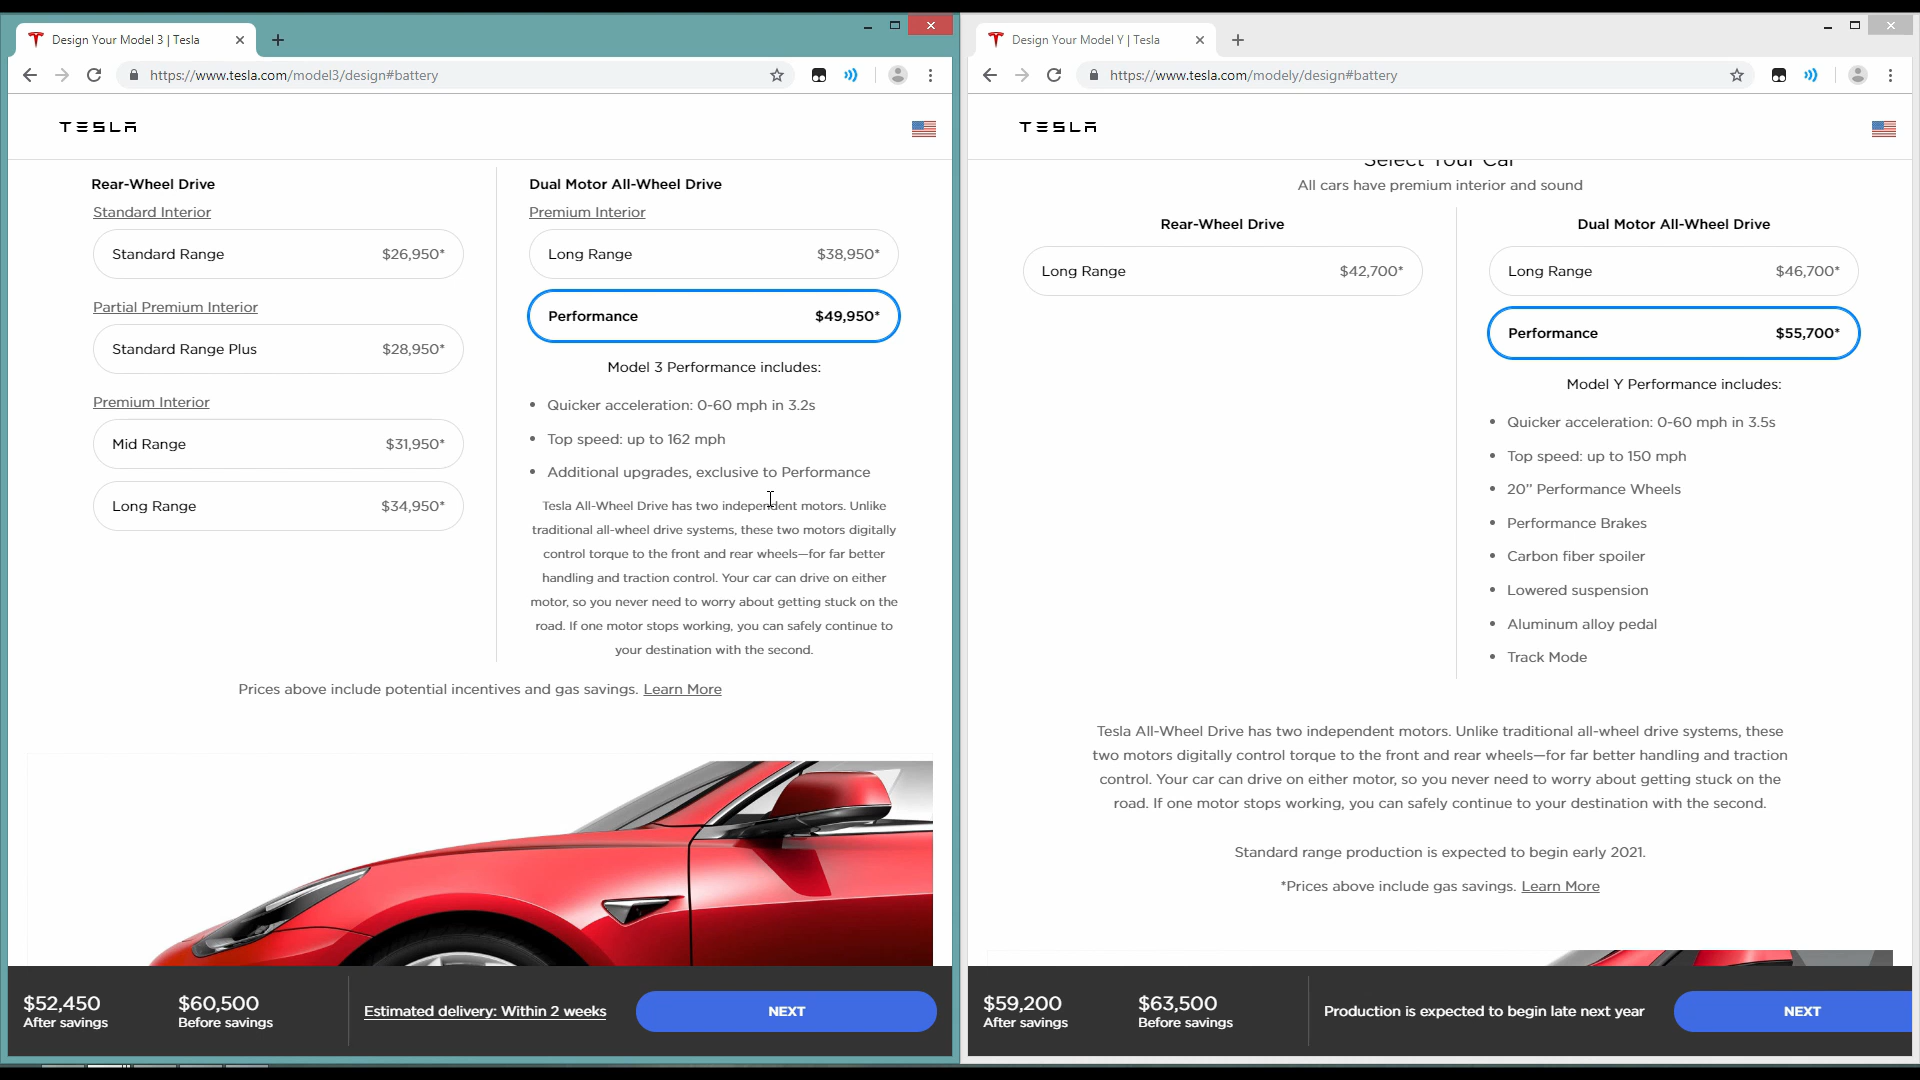 Design Your Model 3 | Tesla
https://www.tesla.com/model3/design#battery
TESLA
Rear-Wheel Drive
Standard Interior
Standard Range $26,950*
Partial Premium Interior
Standard Range Plus $28,950*
Premium Interior
Mid Range $31,950*
Long Range $34,950*
Dual Motor All-Wheel Drive
Premium Interior
Long Range $38,950*
Performance $49,950*
Model 3 Performance includes:
• Quicker acceleration: 0-60 mph in 3.2s
• Top speed: up to 162 mph
• Additional upgrades, exclusive to Performance
Tesla All-Wheel Drive has two independent motors. Unlike
traditional all-wheel drive systems, these two motors digitally
control torque to the front and rear wheels—for far better
handling and traction control. Your car can drive on either
motor, so you never need to worry about getting stuck on the
road. If one motor stops working, you can safely continue to
your destination with the second.
Prices above include potential incentives and gas savings. Learn More
$52,450 $60,500
After savings Before savings
Estimated delivery: Within 2 weeks
NEXT
Design Your Model Y | Tesla
https://www.tesla.com/modely/design#battery
TESLA
Select Your Car
All cars have premium interior and sound
Rear-Wheel Drive
Long Range $42,700*
Dual Motor All-Wheel Drive
Long Range $46,700*
Performance $55,700*
Model Y Performance includes:
• Quicker acceleration: 0-60 mph in 3.5s
• Top speed: up to 150 mph
• 20’’ Performance Wheels
• Performance Brakes
• Carbon fiber spoiler
• Lowered suspension
• Aluminum alloy pedal
• Track Mode
Tesla All-Wheel Drive has two independent motors. Unlike traditional all-wheel drive systems, these
two motors digitally control torque to the front and rear wheels—for far better handling and traction
control. Your car can drive on either motor, so you never need to worry about getting stuck on the
road. If one motor stops working, you can safely continue to your destination with the second.
Standard range production is expected to begin early 2021.
*Prices above include gas savings. Learn More
$59,200 $63,500
After savings Before savings
Production is expected to begin late next year
NEXT